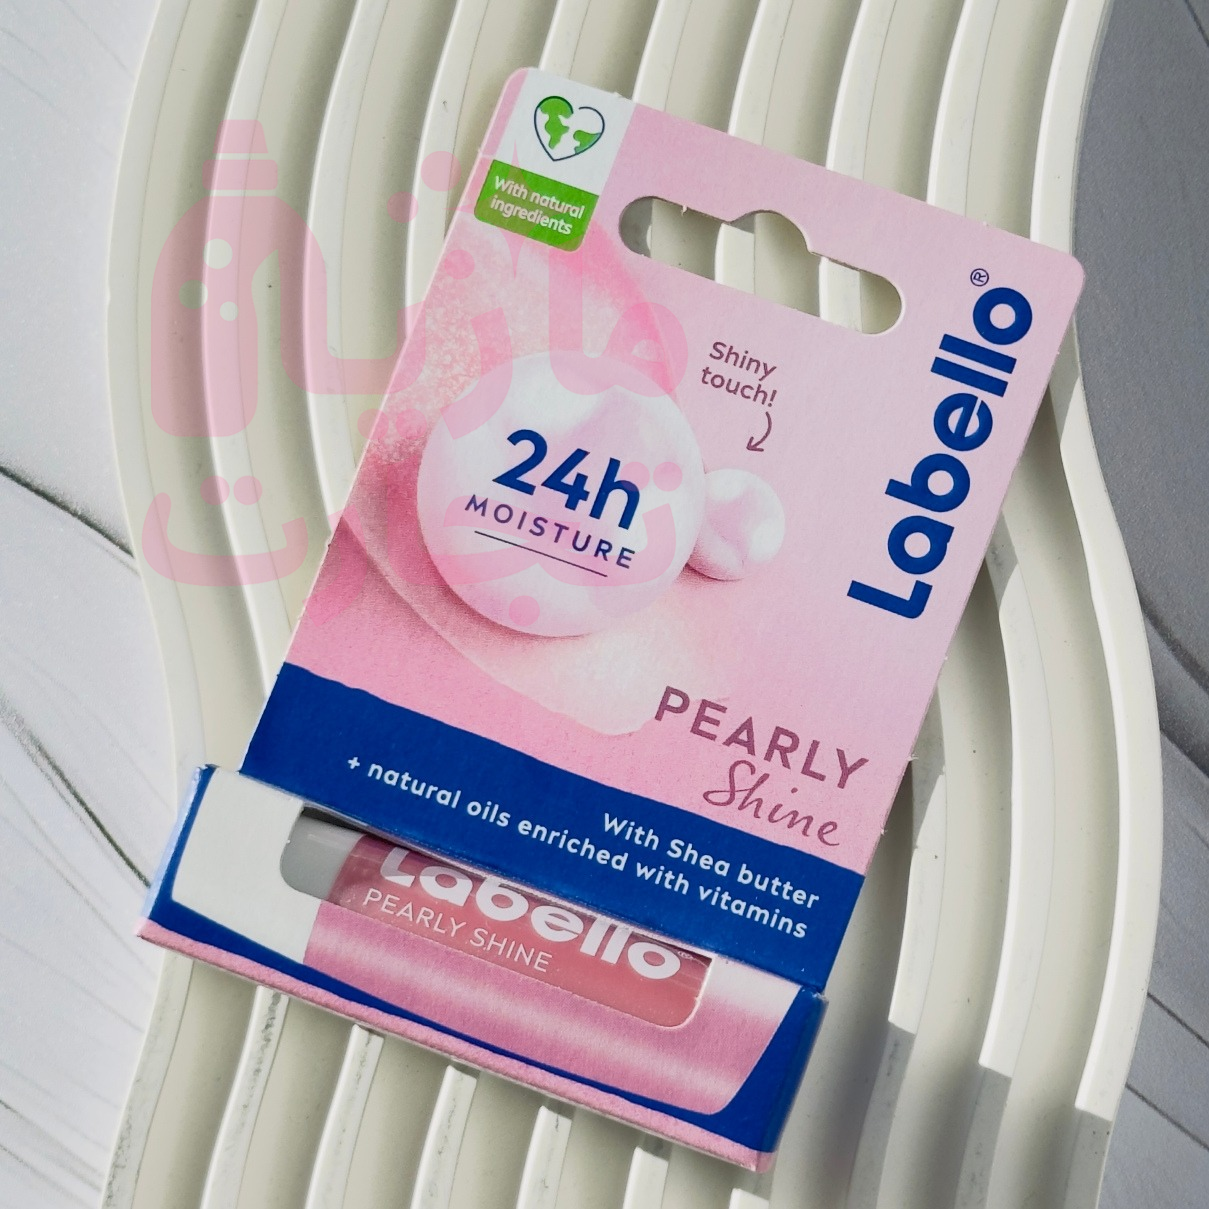 With natural
ingredients
Labello®
Shiny
touch!
24h
MOISTURE
PEARLY
Shine
With Shea butter
+ natural oils enriched with vitamins
Labello
PEARLY SHINE